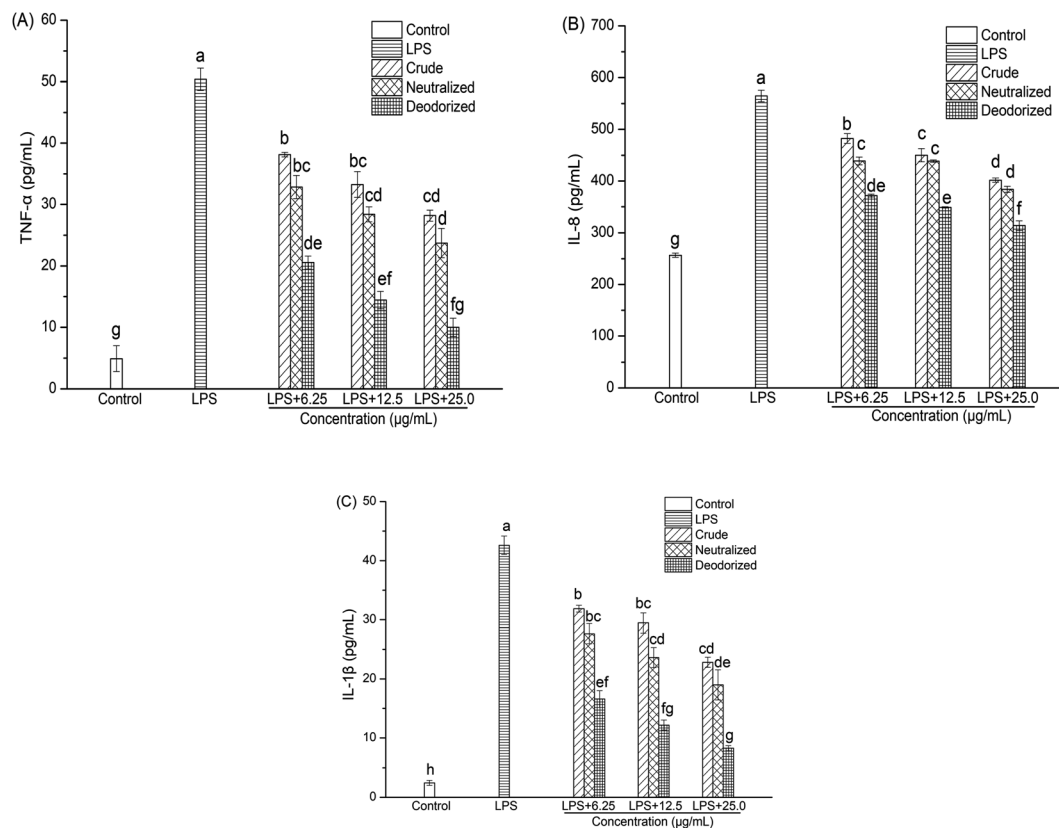 (A)
60
50
40
30
20
10
0
TNF-α (pg/mL)
Control
LPS
Crude
Neutralized
Deodorized
g
a
b
bc
de
bc
cd
ef
cd
d
fg
Control
LPS
LPS+6.25
LPS+12.5
LPS+25.0
Concentration (µg/mL)
(B)
700
600
500
400
300
200
100
0
IL-8 (pg/mL)
Control
LPS
Crude
Neutralized
Deodorized
g
a
b
c
de
c
c
e
d
d
f
Control
LPS
LPS+6.25
LPS+12.5
LPS+25.0
Concentration (µg/mL)
(C)
50
40
30
20
10
0
IL-1β (pg/mL)
Control
LPS
Crude
Neutralized
Deodorized
h
a
b
bc
ef
bc
cd
fg
cd
de
g
Control
LPS
LPS+6.25
LPS+12.5
LPS+25.0
Concentration (µg/mL)